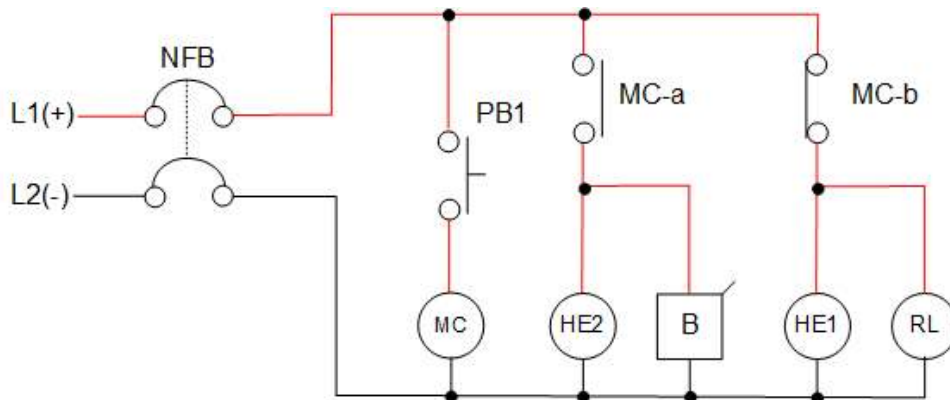 NFB
L1(+)
L2(-)
PB1
MC-a
MC-b
MC
HE2
B
HE1
RL